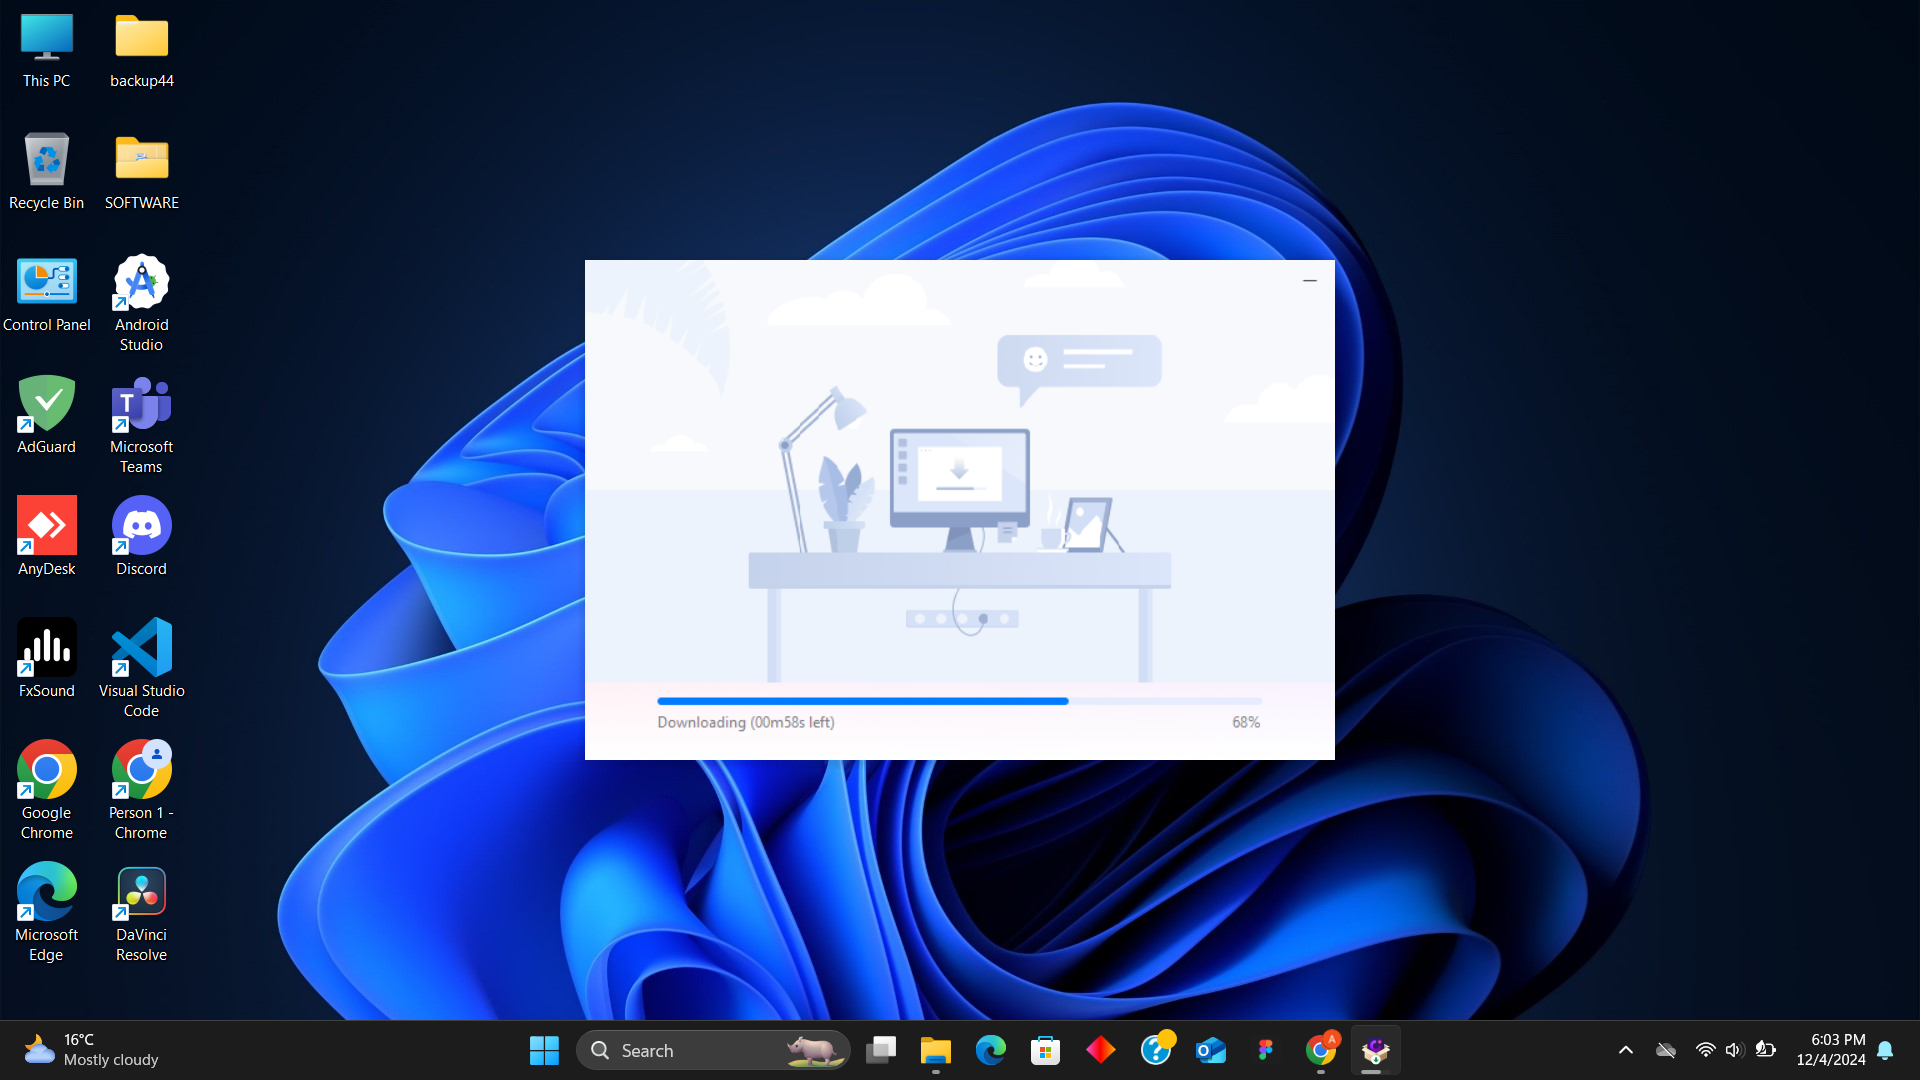 This PC
backup44
Recycle Bin
SOFTWARE
Control Panel
Android
Studio
AdGuard
Microsoft
Teams
AnyDesk
Discord
FxSound
Visual Studio
Code
Google
Chrome
Person 1 -
Chrome
Microsoft
Edge
DaVinci
Resolve
Downloading (00m58s left)
68%
16°C
Mostly cloudy
Search
A
6:03 PM
12/4/2024